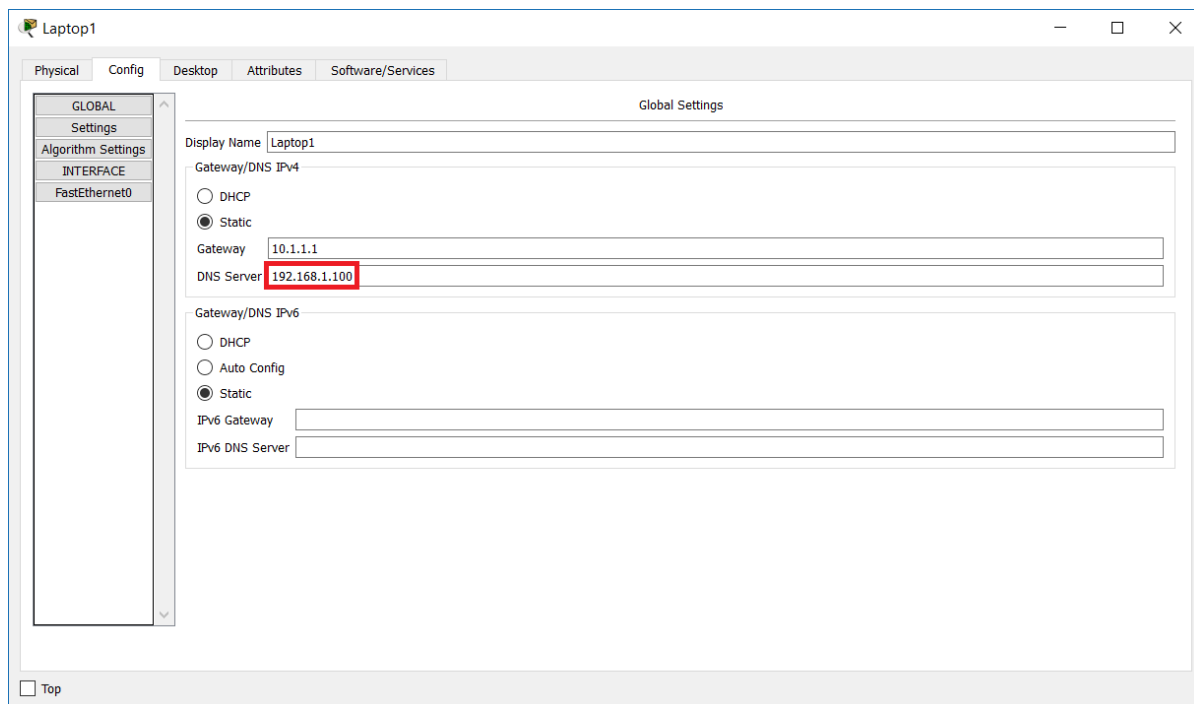 Laptop1
Physical Config Desktop Attributes Software/Services
GLOBAL
Settings
Algorithm Settings
INTERFACE
FastEthernet0
Global Settings
Display Name Laptop1
Gateway/DNS IPv4
DHCP
Static
Gateway 10.1.1.1
DNS Server 192.168.1.100
Gateway/DNS IPv6
DHCP
Auto Config
Static
IPv6 Gateway
IPv6 DNS Server
Top